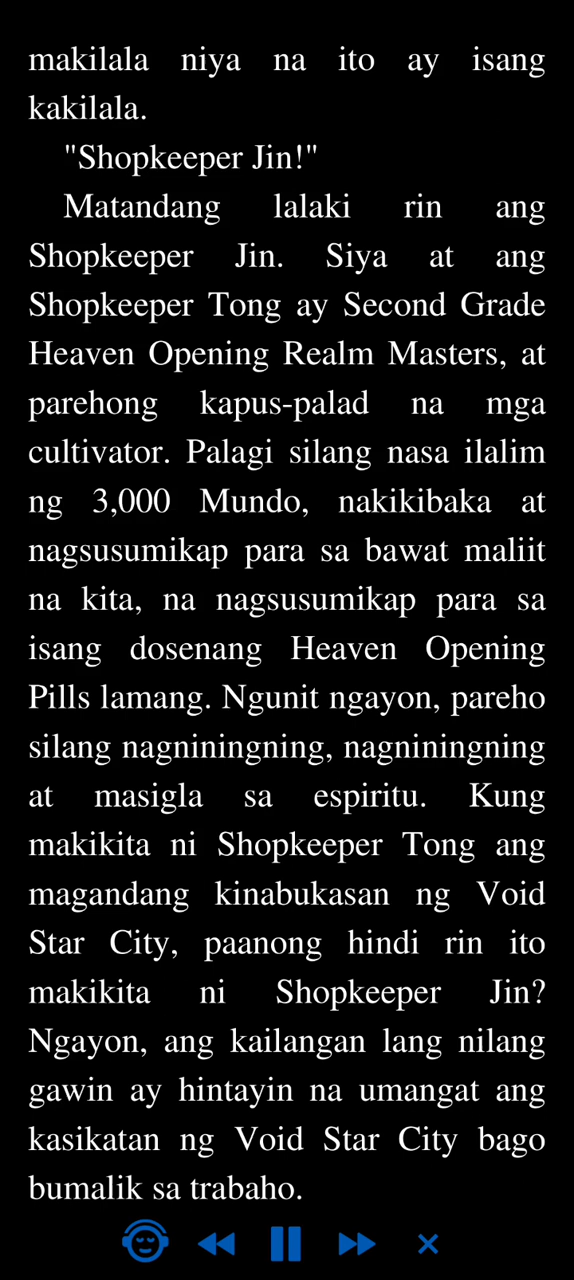 makilala niya na ito ay isang
kakilala.
"Shopkeeper Jin!"
Matandang lalaki rin ang
Shopkeeper Jin. Siya at ang
Shopkeeper Tong ay Second Grade
Heaven Opening Realm Masters, at
parehong kapus-palad na mga
cultivator. Palagi silang nasa ilalim
ng 3,000 Mundo, nakikibaka at
nagsusumikap para sa bawat maliit
na kita, na nagsusumikap para sa
isang dosenang Heaven Opening
Pills lamang. Ngunit ngayon, pareho
silang nagniningning, nagniningning
at masigla sa espiritu. Kung
makikita ni Shopkeeper Tong ang
magandang kinabukasan ng Void
Star City, paanong hindi rin ito
makikita ni Shopkeeper Jin?
Ngayon, ang kailangan lang nilang
gawin ay hintayin na umangat ang
kasikatan ng Void Star City bago
bumalik sa trabaho.